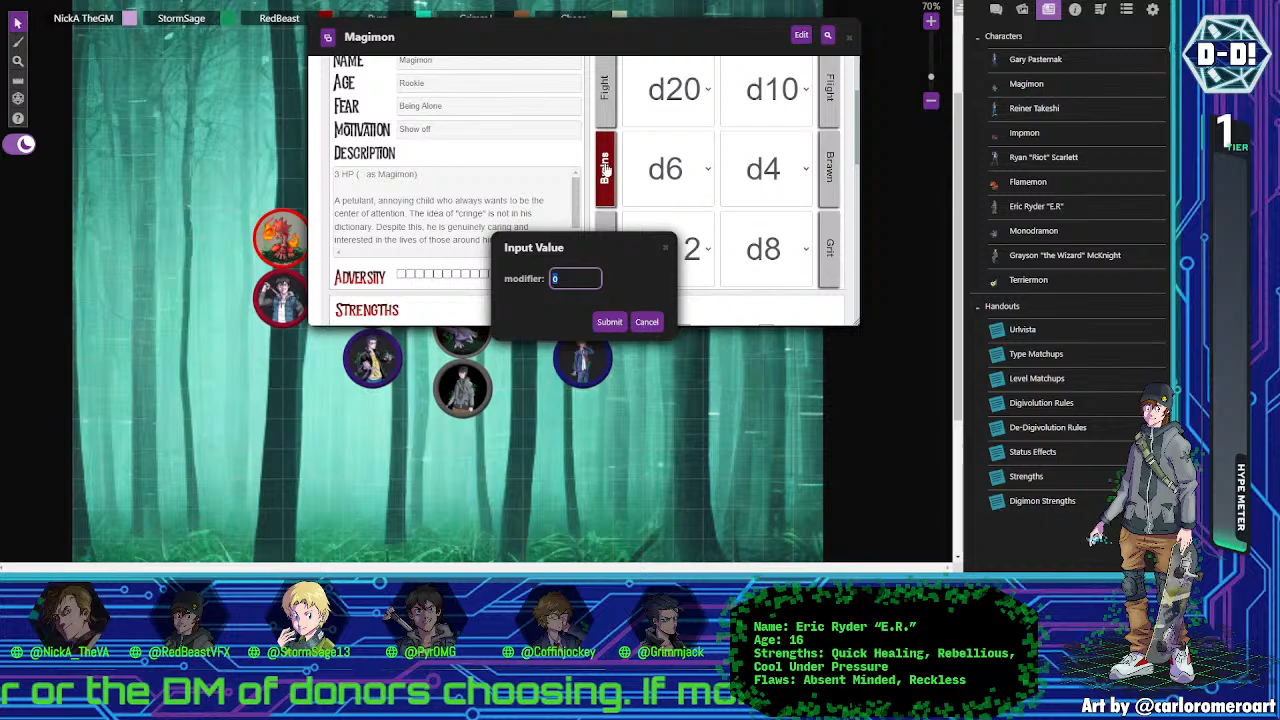 NickA TheGM
StormSage
RedBeast
70%
Magimon
Edit
NAME
Magimon
AGE
Rookie
FEAR
Being Alone
MOTIVATION
Show off
DESCRIPTION
3 HP ( as Magimon)
A petulant, annoying child who always wants to be the
center of attention. The idea of "cringe" is not in his
dictionary. Despite this, he is genuinely caring and
interested in the lives of those around
ADVERSITY
STRENGTHS
Fight
d20
d10
Flight
Brains
d6
d4
Brawn
2
d8
Grit
Input Value
modifier:
0
Submit
Cancel
Characters
Gary Pasternak
Magimon
Reiner Takeshi
Impmon
Ryan "Riot" Scarlett
Flamemon
Eric Ryder "E.R"
Monodramon
Grayson "the Wizard" McKnight
Terriermon
Handouts
Urlvista
Type Matchups
Level Matchups
Digivolution Rules
De-Digivolution Rules
Status Effects
Strengths
Digimon Strengths
D-D!
1
TIER
HYPE METER
@NickA_TheVA
@RedBeastVFX
@StormSage13
@PyrOMG
@Coffinjockey
@Grimmjack
r or the DM of donors choosing. If mo
Name: Eric Ryder “E.R.”
Age: 16
Strengths: Quick Healing, Rebellious,
Cool Under Pressure
Flaws: Absent Minded, Reckless
Art by @carloromeroart